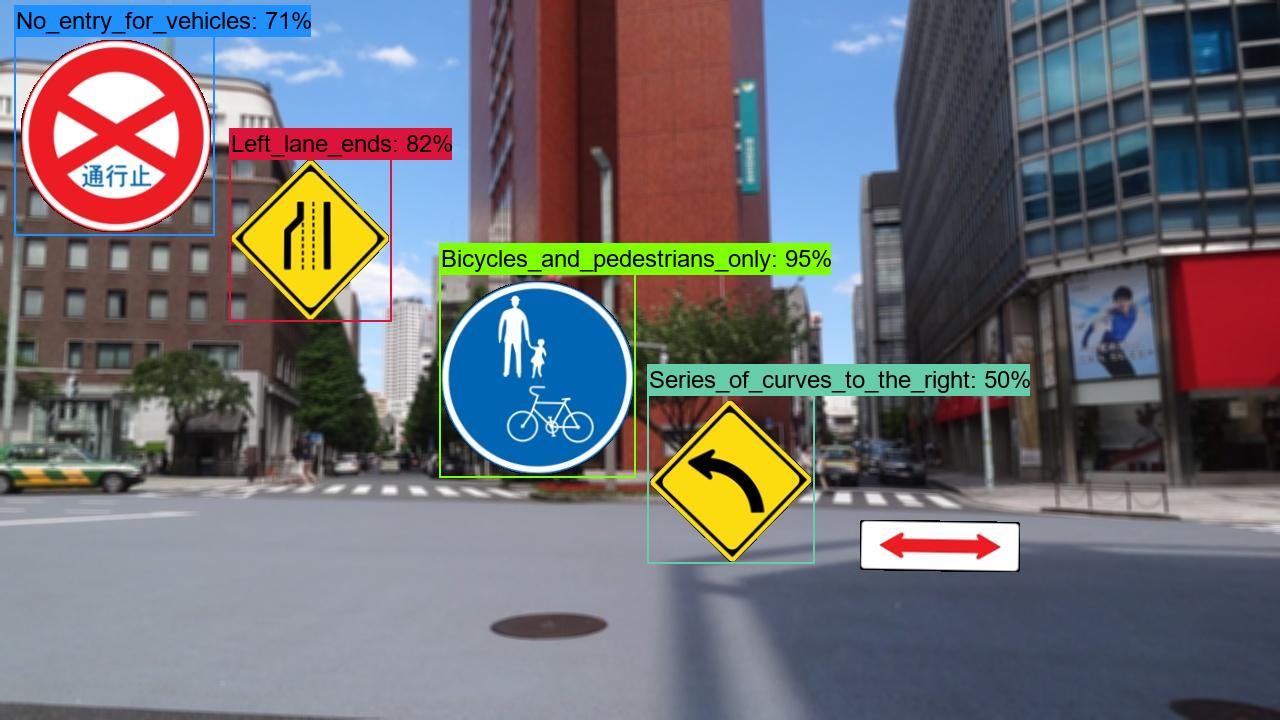 No_entry_for_vehicles: 71%
通行止
Left_lane_ends: 82%
Bicycles_and_pedestrians_only: 95%
Series_of_curves_to_the_right: 50%